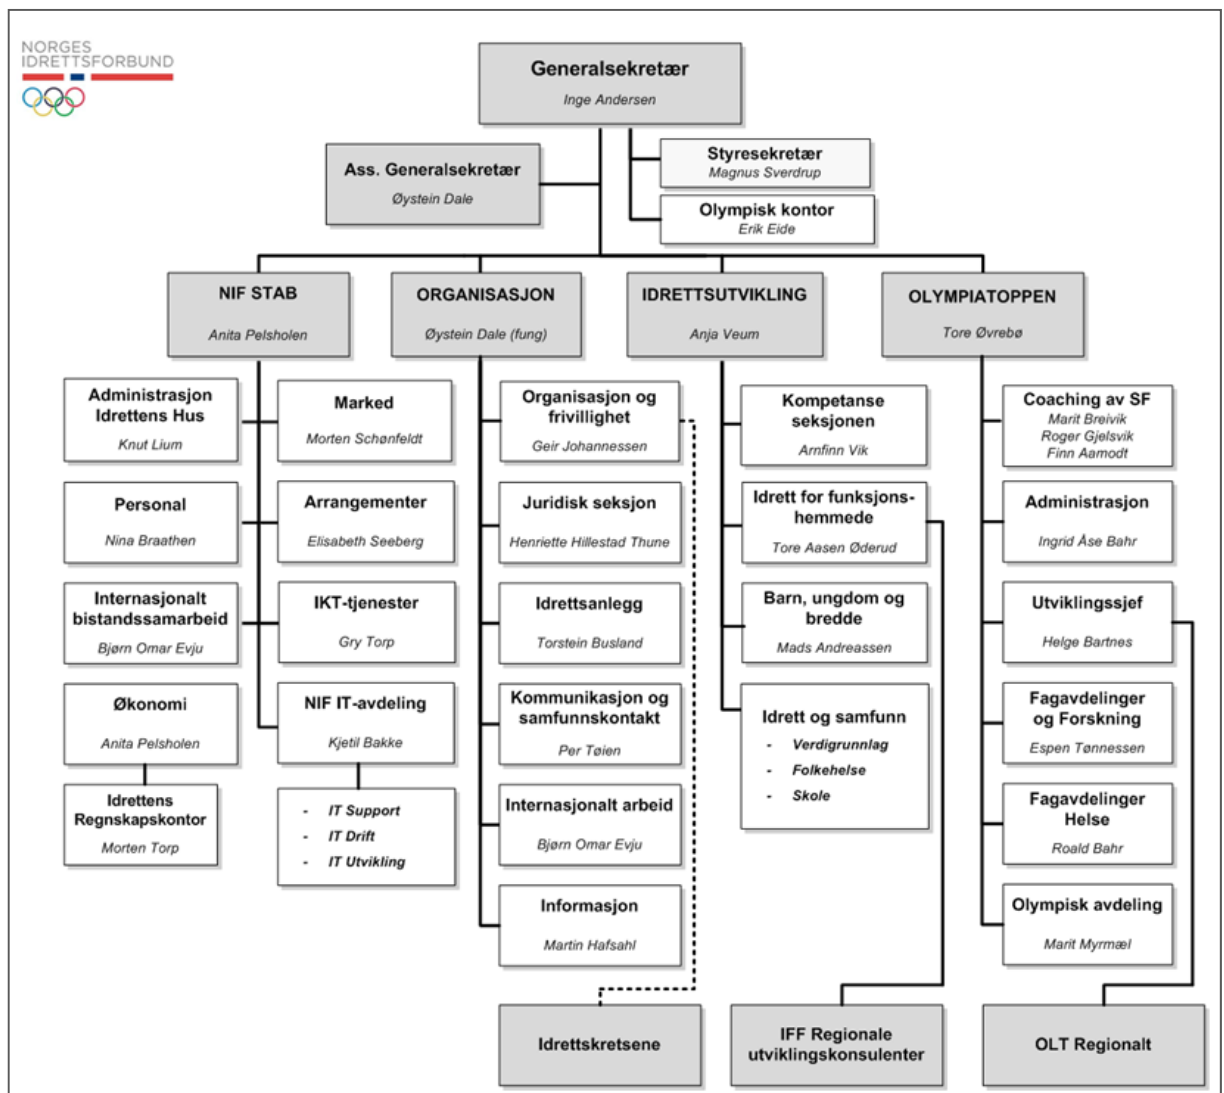 NORGES
IDRETTSFORBUND
Generalsekretær
Inge Andersen
Ass. Generalsekretær
Øystein Dale
Styresekretær
Magnus Sverdrup
Olympisk kontor
Erik Eide
NIF STAB
Anita Pelsholen
Administrasjon
Idrettens Hus
Knut Lium
Marked
Morten Schønfeldt
Personal
Nina Braathen
Arrangementer
Elisabeth Seeberg
Internasjonalt
bistandssamarbeid
Bjørn Omar Evju
IKT-tjenester
Gry Torp
Økonomi
Anita Pelsholen
NIF IT-avdeling
Kjetil Bakke
Idrettens
Regnskapskontor
Morten Torp
- IT Support
- IT Drift
- IT Utvikling
ORGANISASJON
Øystein Dale (fung)
Organisasjon og
frivillighet
Geir Johannessen
Juridisk seksjon
Henriette Hillestad Thune
Idrettsanlegg
Torstein Busland
Kommunikasjon og
samfunnskontakt
Per Tøien
Internasjonalt arbeid
Bjørn Omar Evju
Informasjon
Martin Hafsahl
Idrettskretsene
IDRETTSUTVIKLING
Anja Veum
Kompetanse
seksjonen
Arnfinn Vik
Idrett for funksjons-
hemmede
Tore Aasen Øderud
Barn, ungdom og
bredde
Mads Andreassen
Idrett og samfunn
- Verdigrunnlag
- Folkehelse
- Skole
IFF Regionale
utviklingskonsulenter
OLYMPIATOPPEN
Tore Øvrebø
Coaching av SF
Marit Breivik
Roger Gjelsvik
Finn Aamodt
Administrasjon
Ingrid Åse Bahr
Utviklingssjef
Helge Bartnes
Fagavdelinger
og Forskning
Espen Tønnessen
Fagavdelinger
Helse
Roald Bahr
Olympisk avdeling
Marit Myrmæl
OLT Regionalt